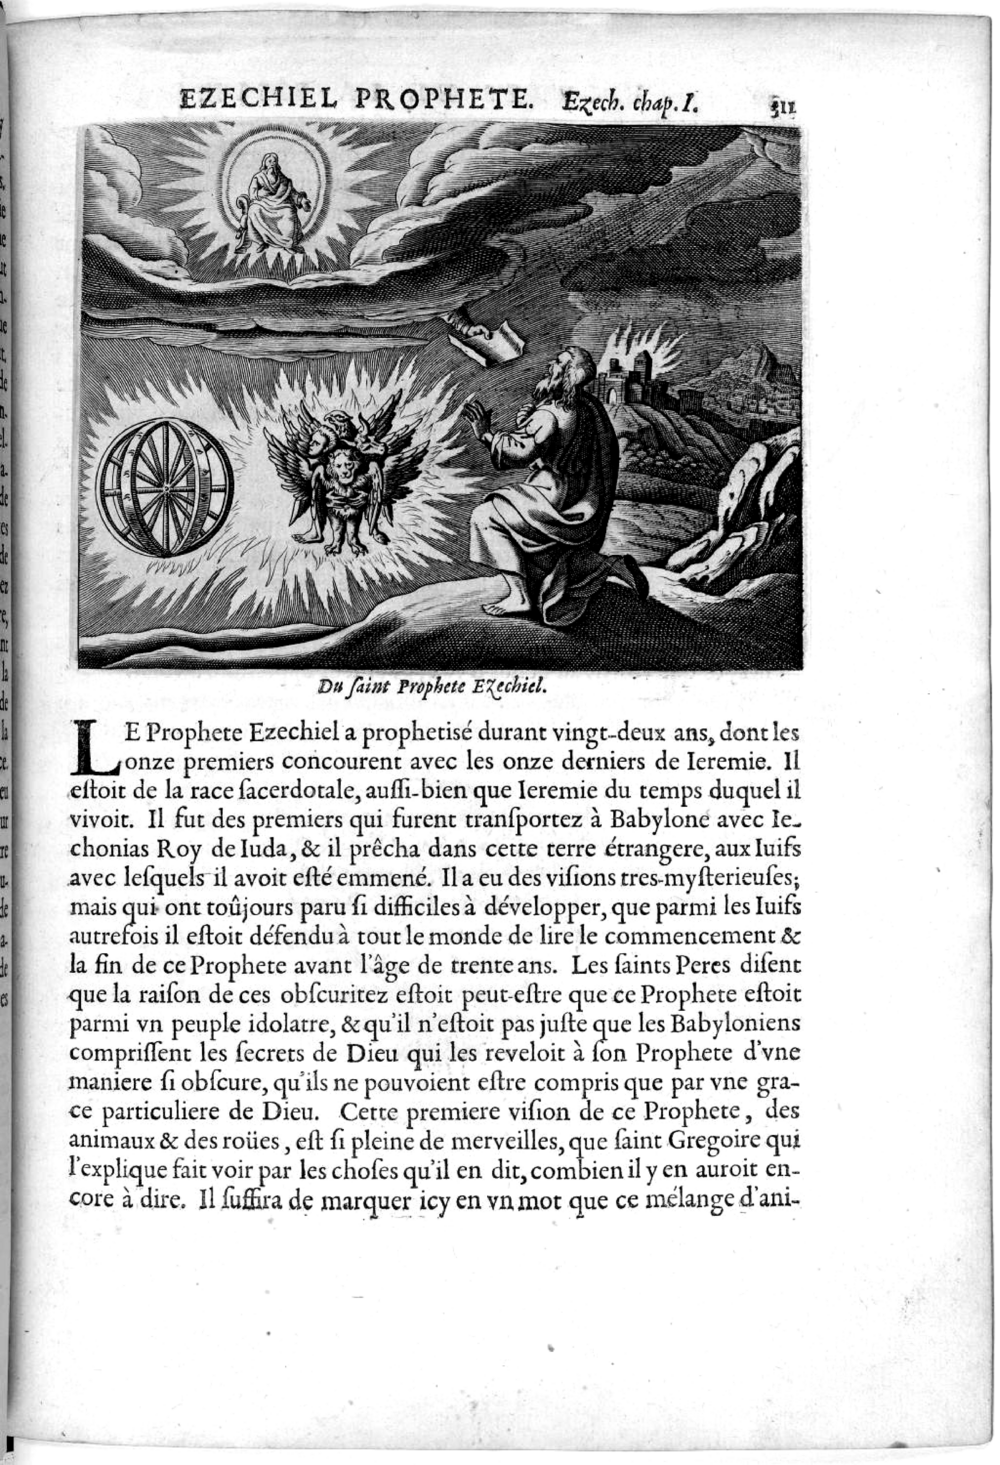 EZECHIEL PROPHETE. Ezech. chap. I. 311
Du ſaint Prophete Ezechiel.
LE Prophete Ezechiel a prophetisé durant vingt-deux ans, dont les
onze premiers concourent avec les onze derniers de Ieremie. Il
eſtoit de la race ſacerdotale, auſſi-bien que Ieremie du temps duquel il
vivoit. Il fut des premiers qui furent tranſportez à Babylone avec Ie-
chonias Roy de Iuda, & il prêcha dans cette terre étrangere, aux Iuifs
avec leſquels il avoit eſté emmené. Il a eu des viſions tres-myſterieuſes;
mais qui ont toûjours paru ſi difficiles à développer, que parmi les Iuifs
autrefois il eſtoit défendu à tout le monde de lire le commencement &
la fin de ce Prophete avant l'âge de trente ans. Les ſaints Peres diſent
que la raiſon de ces obſcuritez eſtoit peut-eſtre que ce Prophete eſtoit
parmi vn peuple idolatre, & qu'il n'eſtoit pas juſte que les Babyloniens
compriſſent les ſecrets de Dieu qui les reveloit à ſon Prophete d'vne
maniere ſi obſcure, qu'ils ne pouvoient eſtre compris que par vne gra-
ce particuliere de Dieu. Cette premiere viſion de ce Prophete, des
animaux & des roües, eſt ſi pleine de merveilles, que ſaint Gregoire qui
l'explique fait voir par les choſes qu'il en dit, combien il y en auroit en-
core à dire. Il ſuffira de marquer icy en vn mot que ce mélange d'ani-